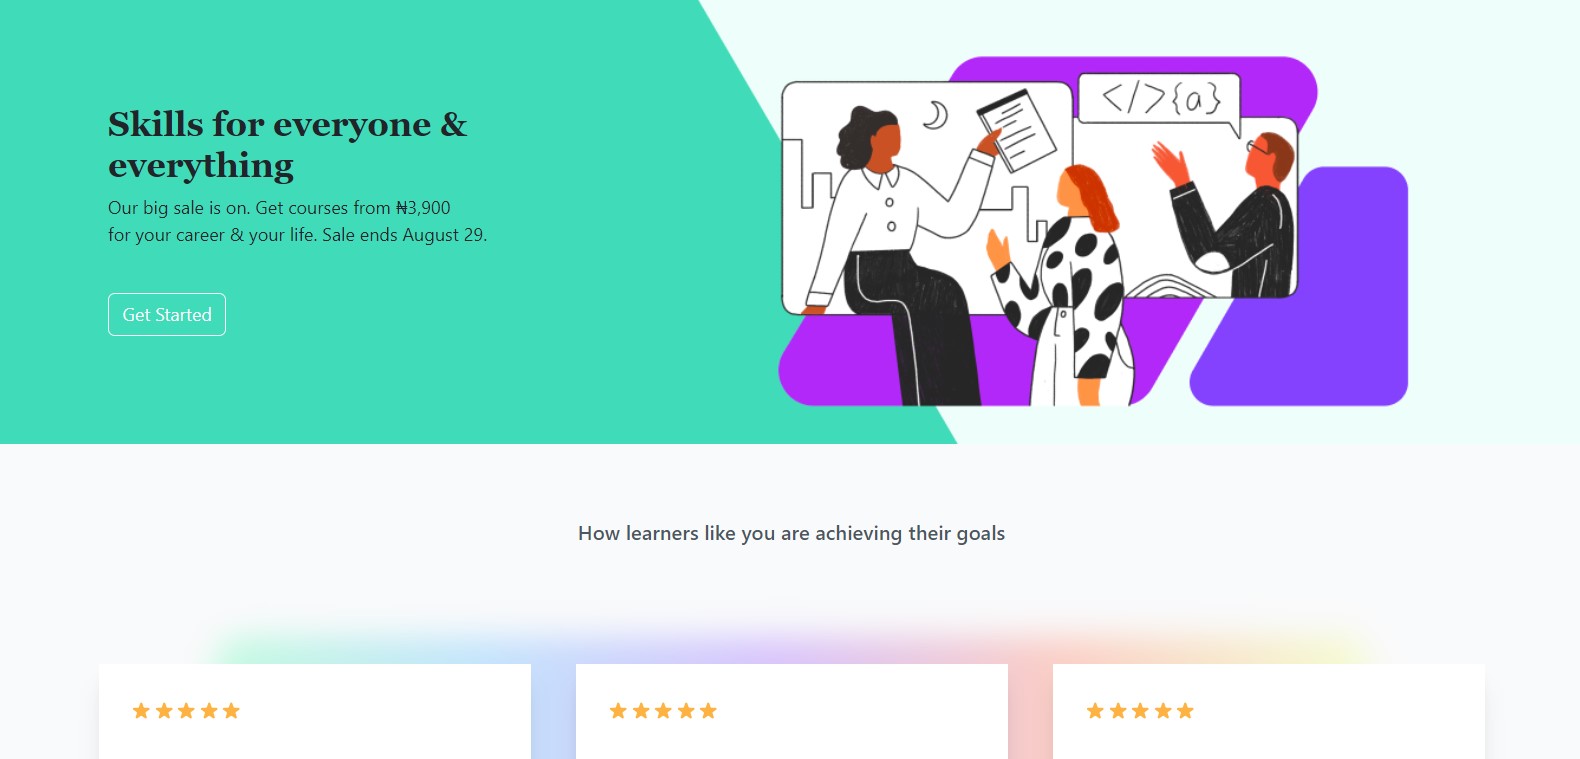 Skills for everyone &
everything
Our big sale is on. Get courses from ₦3,900
for your career & your life. Sale ends August 29.
Get Started
</>{a}
How learners like you are achieving their goals